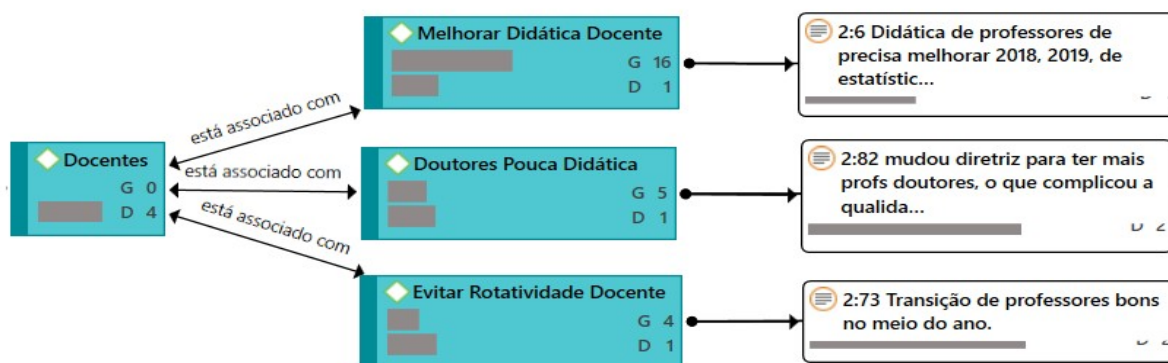 Melhorar Didática Docente
G 16
D 1
2:6 Didática de professores de
precisa melhorar 2018, 2019, de
estatístic...
está associado com
Docentes
G 0
D 4
está associado com
Doutores Pouca Didática
G 5
D 1
2:82 mudou diretriz para ter mais
profs doutores, o que complicou a
qualida...
está associado com
Evitar Rotatividade Docente
G 4
D 1
2:73 Transição de professores bons
no meio do ano.